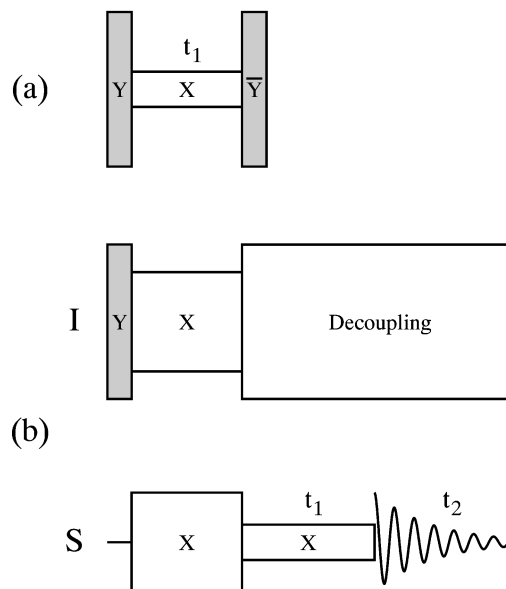 t₁
(a) Y X Y̅
I Y X Decoupling
(b)
t₁ t₂
S X X